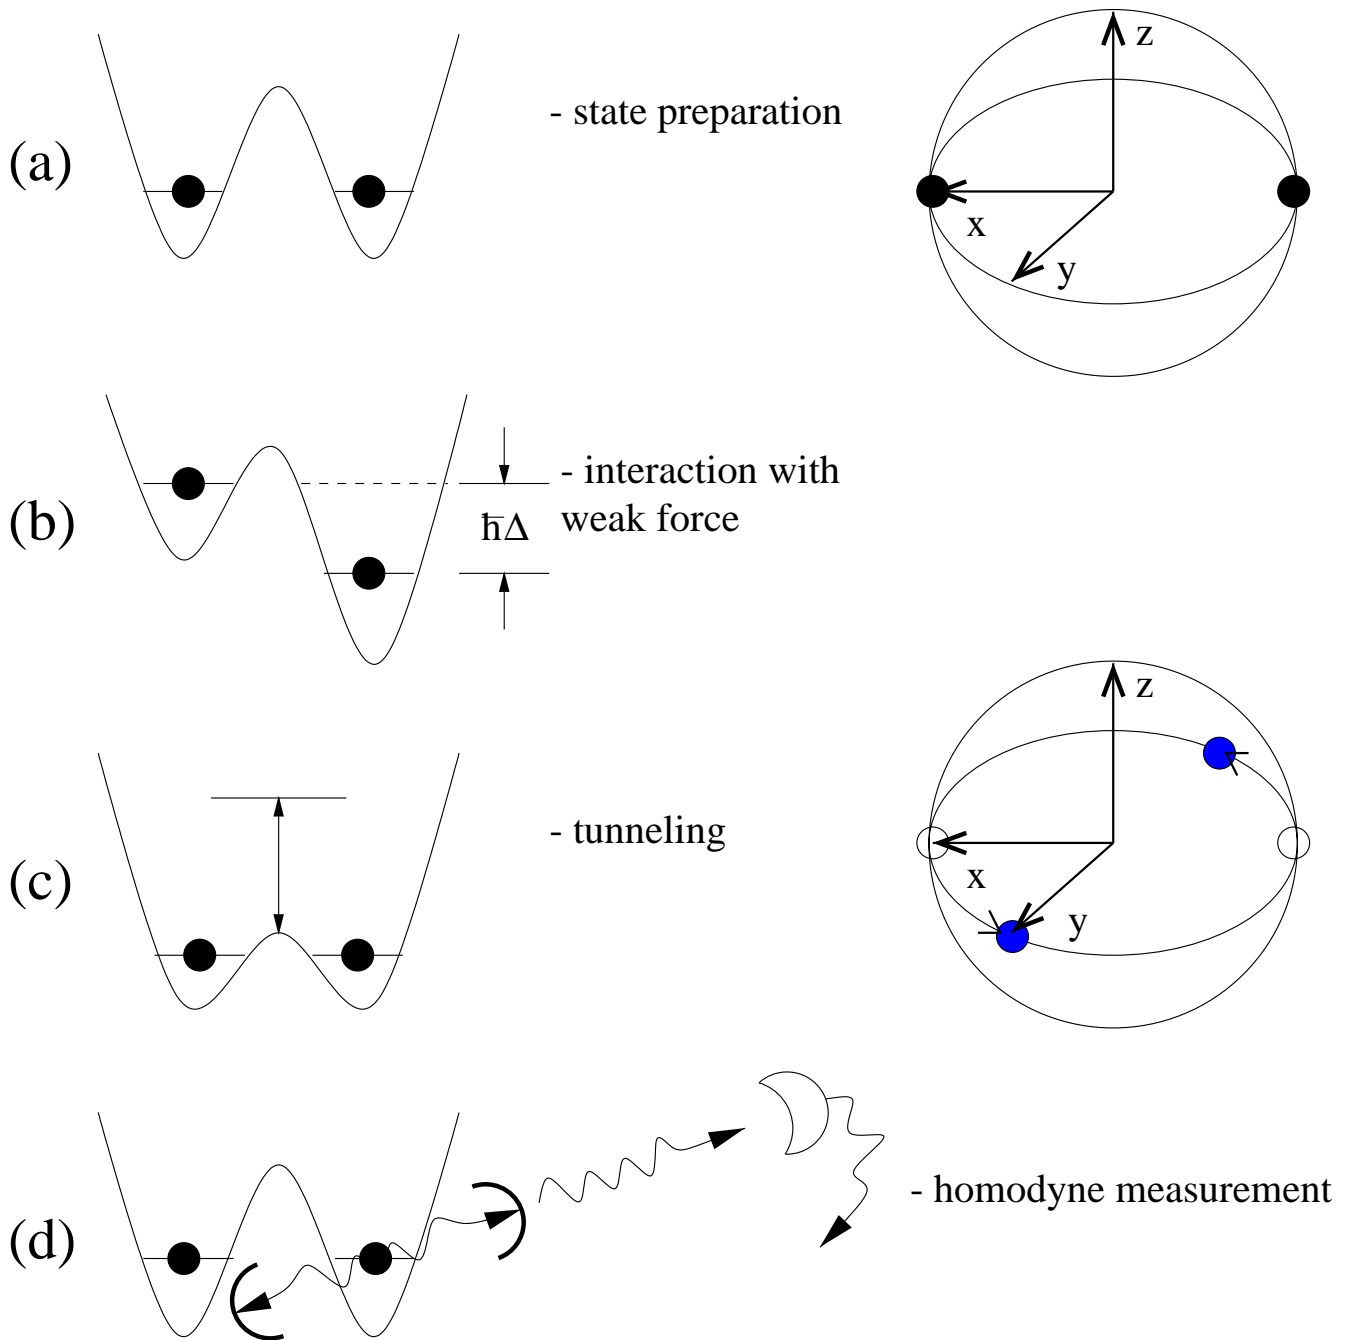 (a)
- state preparation
z
x
y
(b)
- interaction with
weak force
ħΔ
(c)
- tunneling
z
x
y
(d)
- homodyne measurement